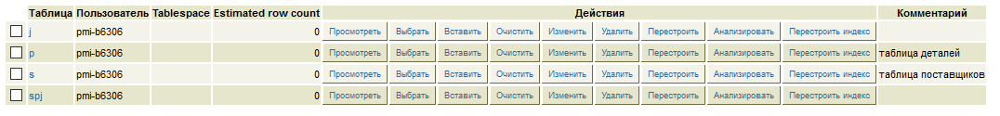 Таблица Пользователь Tablespace Estimated row count Действия Комментарий
j pmi-b6306 0 Просмотреть Выбрать Вставить Очистить Изменить Удалить Перестроить Анализировать Перестроить индекс
p pmi-b6306 0 Просмотреть Выбрать Вставить Очистить Изменить Удалить Перестроить Анализировать Перестроить индекс таблица деталей
s pmi-b6306 0 Просмотреть Выбрать Вставить Очистить Изменить Удалить Перестроить Анализировать Перестроить индекс таблица поставщиков
spj pmi-b6306 0 Просмотреть Выбрать Вставить Очистить Изменить Удалить Перестроить Анализировать Перестроить индекс